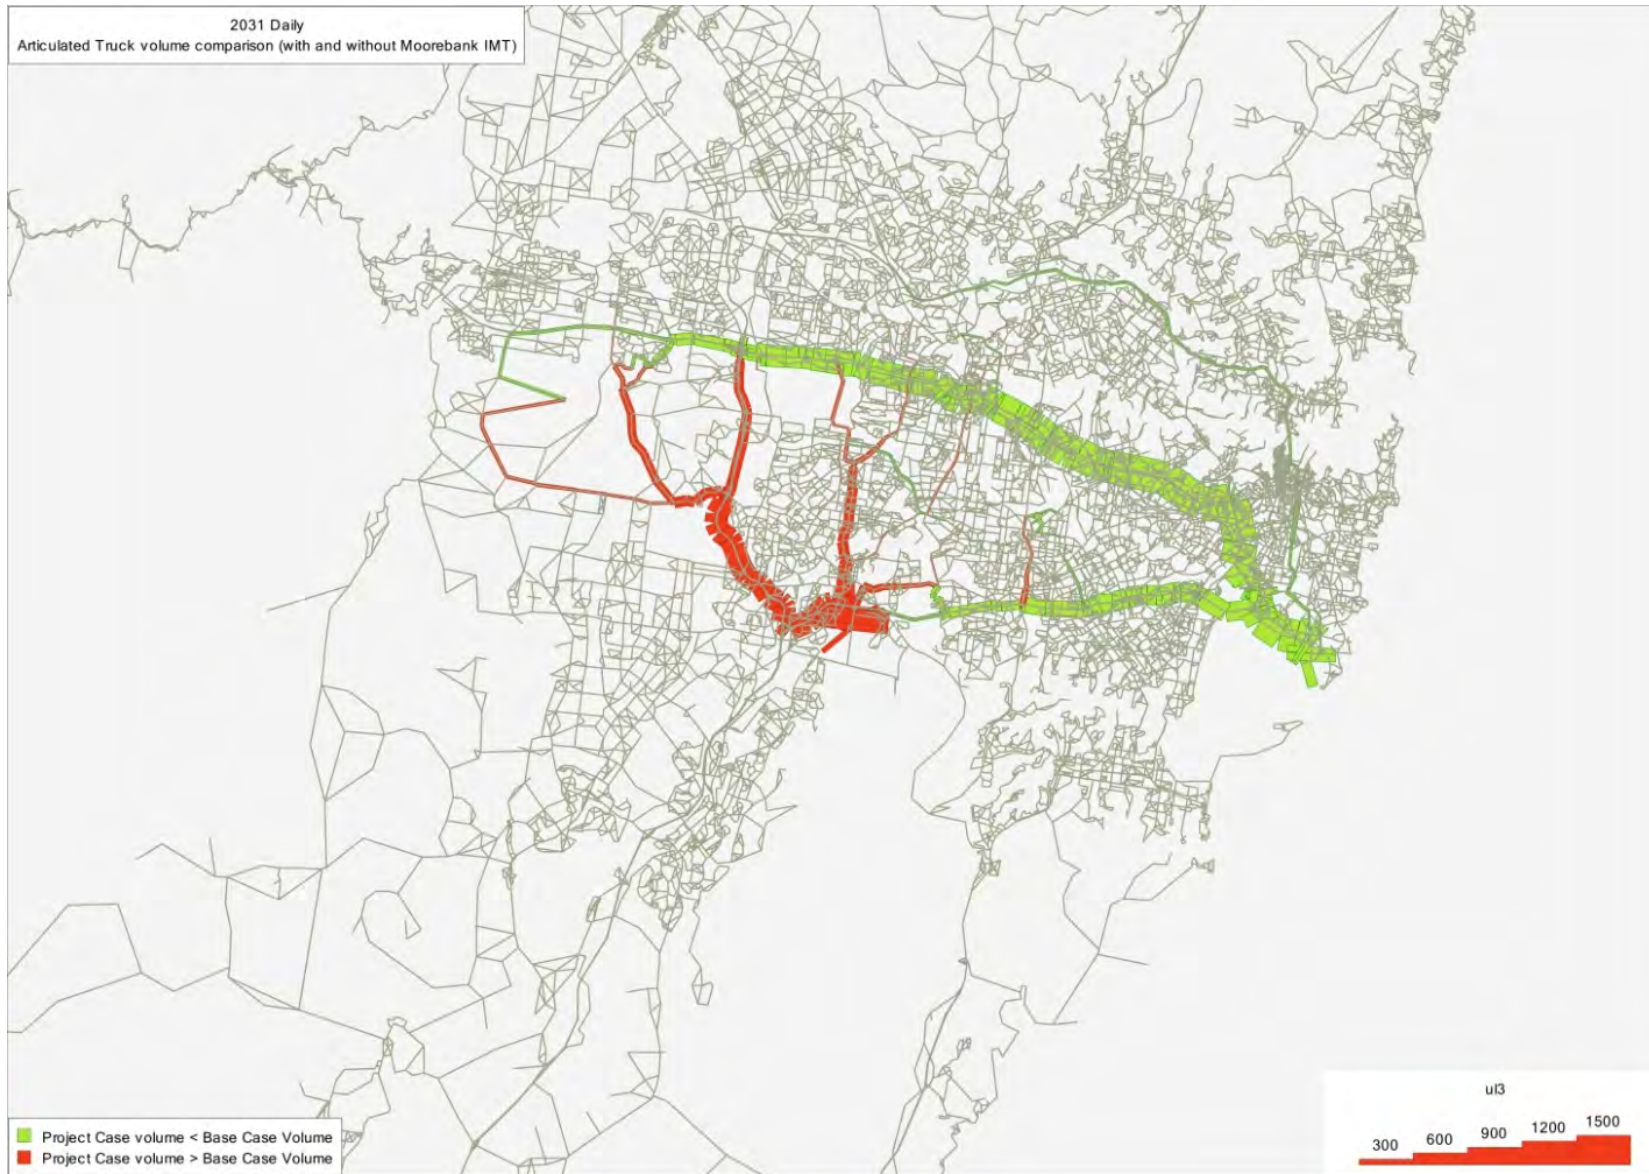 2031 Daily
Articulated Truck volume comparison (with and without Moorebank IMT)
Project Case volume < Base Case Volume
Project Case volume > Base Case Volume
ul3
300 600 900 1200 1500